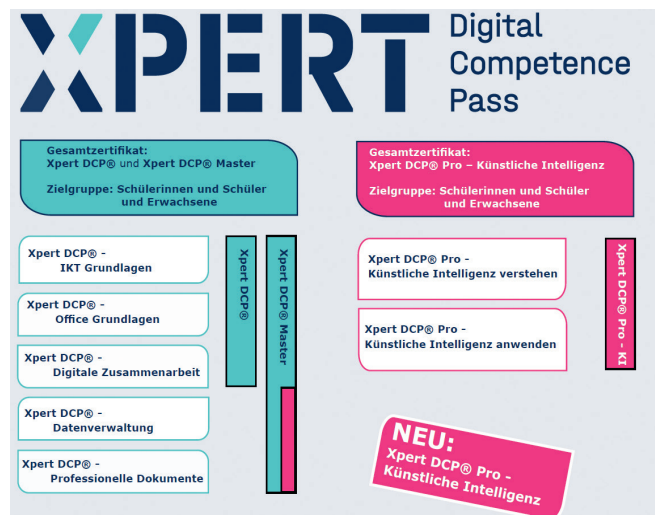 XPERT
Digital
Competence
Pass
Gesamtzertifikat:
Xpert DCP® und Xpert DCP® Master
Zielgruppe: Schülerinnen und Schüler
und Erwachsene
Xpert DCP® -
IKT Grundlagen
Xpert DCP® -
Office Grundlagen
Xpert DCP® -
Digitale Zusammenarbeit
Xpert DCP® -
Datenverwaltung
Xpert DCP® -
Professionelle Dokumente
Xpert DCP®
Xpert DCP® Master
Gesamtzertifikat:
Xpert DCP® Pro – Künstliche Intelligenz
Zielgruppe: Schülerinnen und Schüler
und Erwachsene
Xpert DCP® Pro -
Künstliche Intelligenz verstehen
Xpert DCP® Pro -
Künstliche Intelligenz anwenden
Xpert DCP® Pro - KI
NEU:
Xpert DCP® Pro -
Künstliche Intelligenz